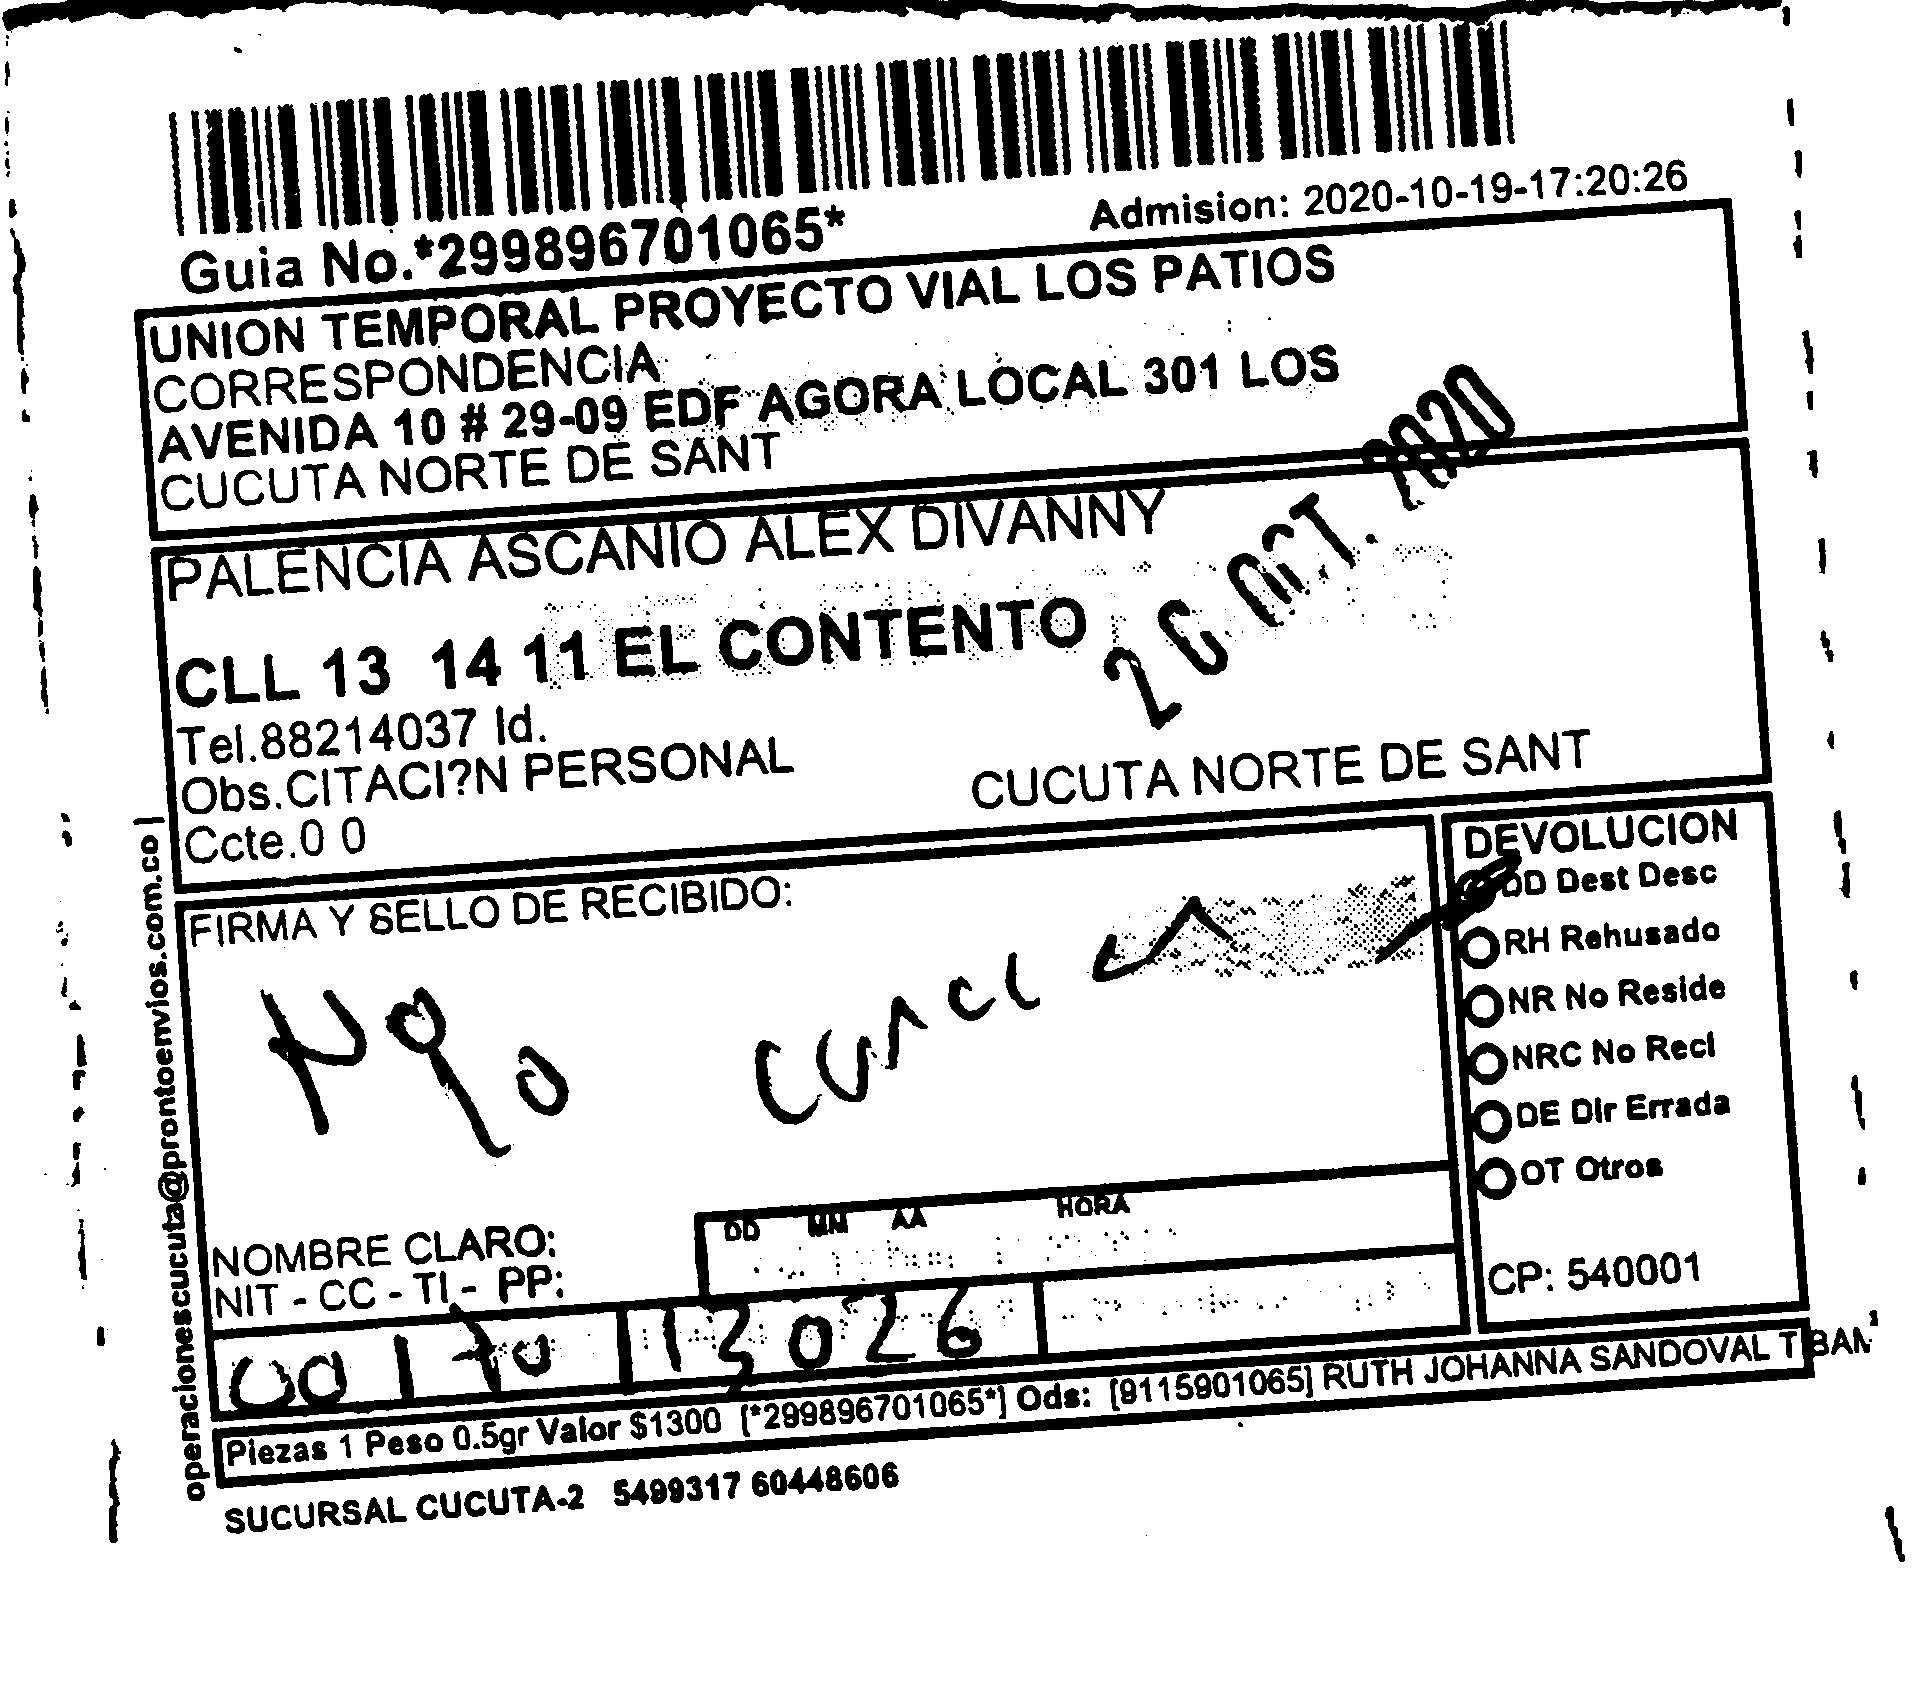 Guia No.*299896701065*
Admision: 2020-10-19-17:20:26
UNION TEMPORAL PROYECTO VIAL LOS PATIOS
CORRESPONDENCIA
AVENIDA 10 # 29-09 EDF AGORA LOCAL 301 LOS
CUCUTA NORTE DE SANT
PALENCIA ASCANIO ALEX DIVANNY
CLL 13 14 11 EL CONTENTO
OCT. 2020
Tel.88214037 Id.
Obs.CITACI?N PERSONAL
CUCUTA NORTE DE SANT
Ccte.0 0
operacionescucuta@prontoenvios.com.co |
FIRMA Y SELLO DE RECIBIDO:
DEVOLUCION
DD Dest Desc
RH Rehusado
NR No Reside
NRC No Reci
DE Dir Errada
OT Otros
NOMBRE CLARO:
NIT - CC - TI - PP:
DD MM AA HORA
13026
CP: 540001
Piezas 1 Peso 0.5gr Valor $1300 [*299896701065*] Ods: [9115901065] RUTH JOHANNA SANDOVAL TIBAM
SUCURSAL CUCUTA-2 5499317 60448606